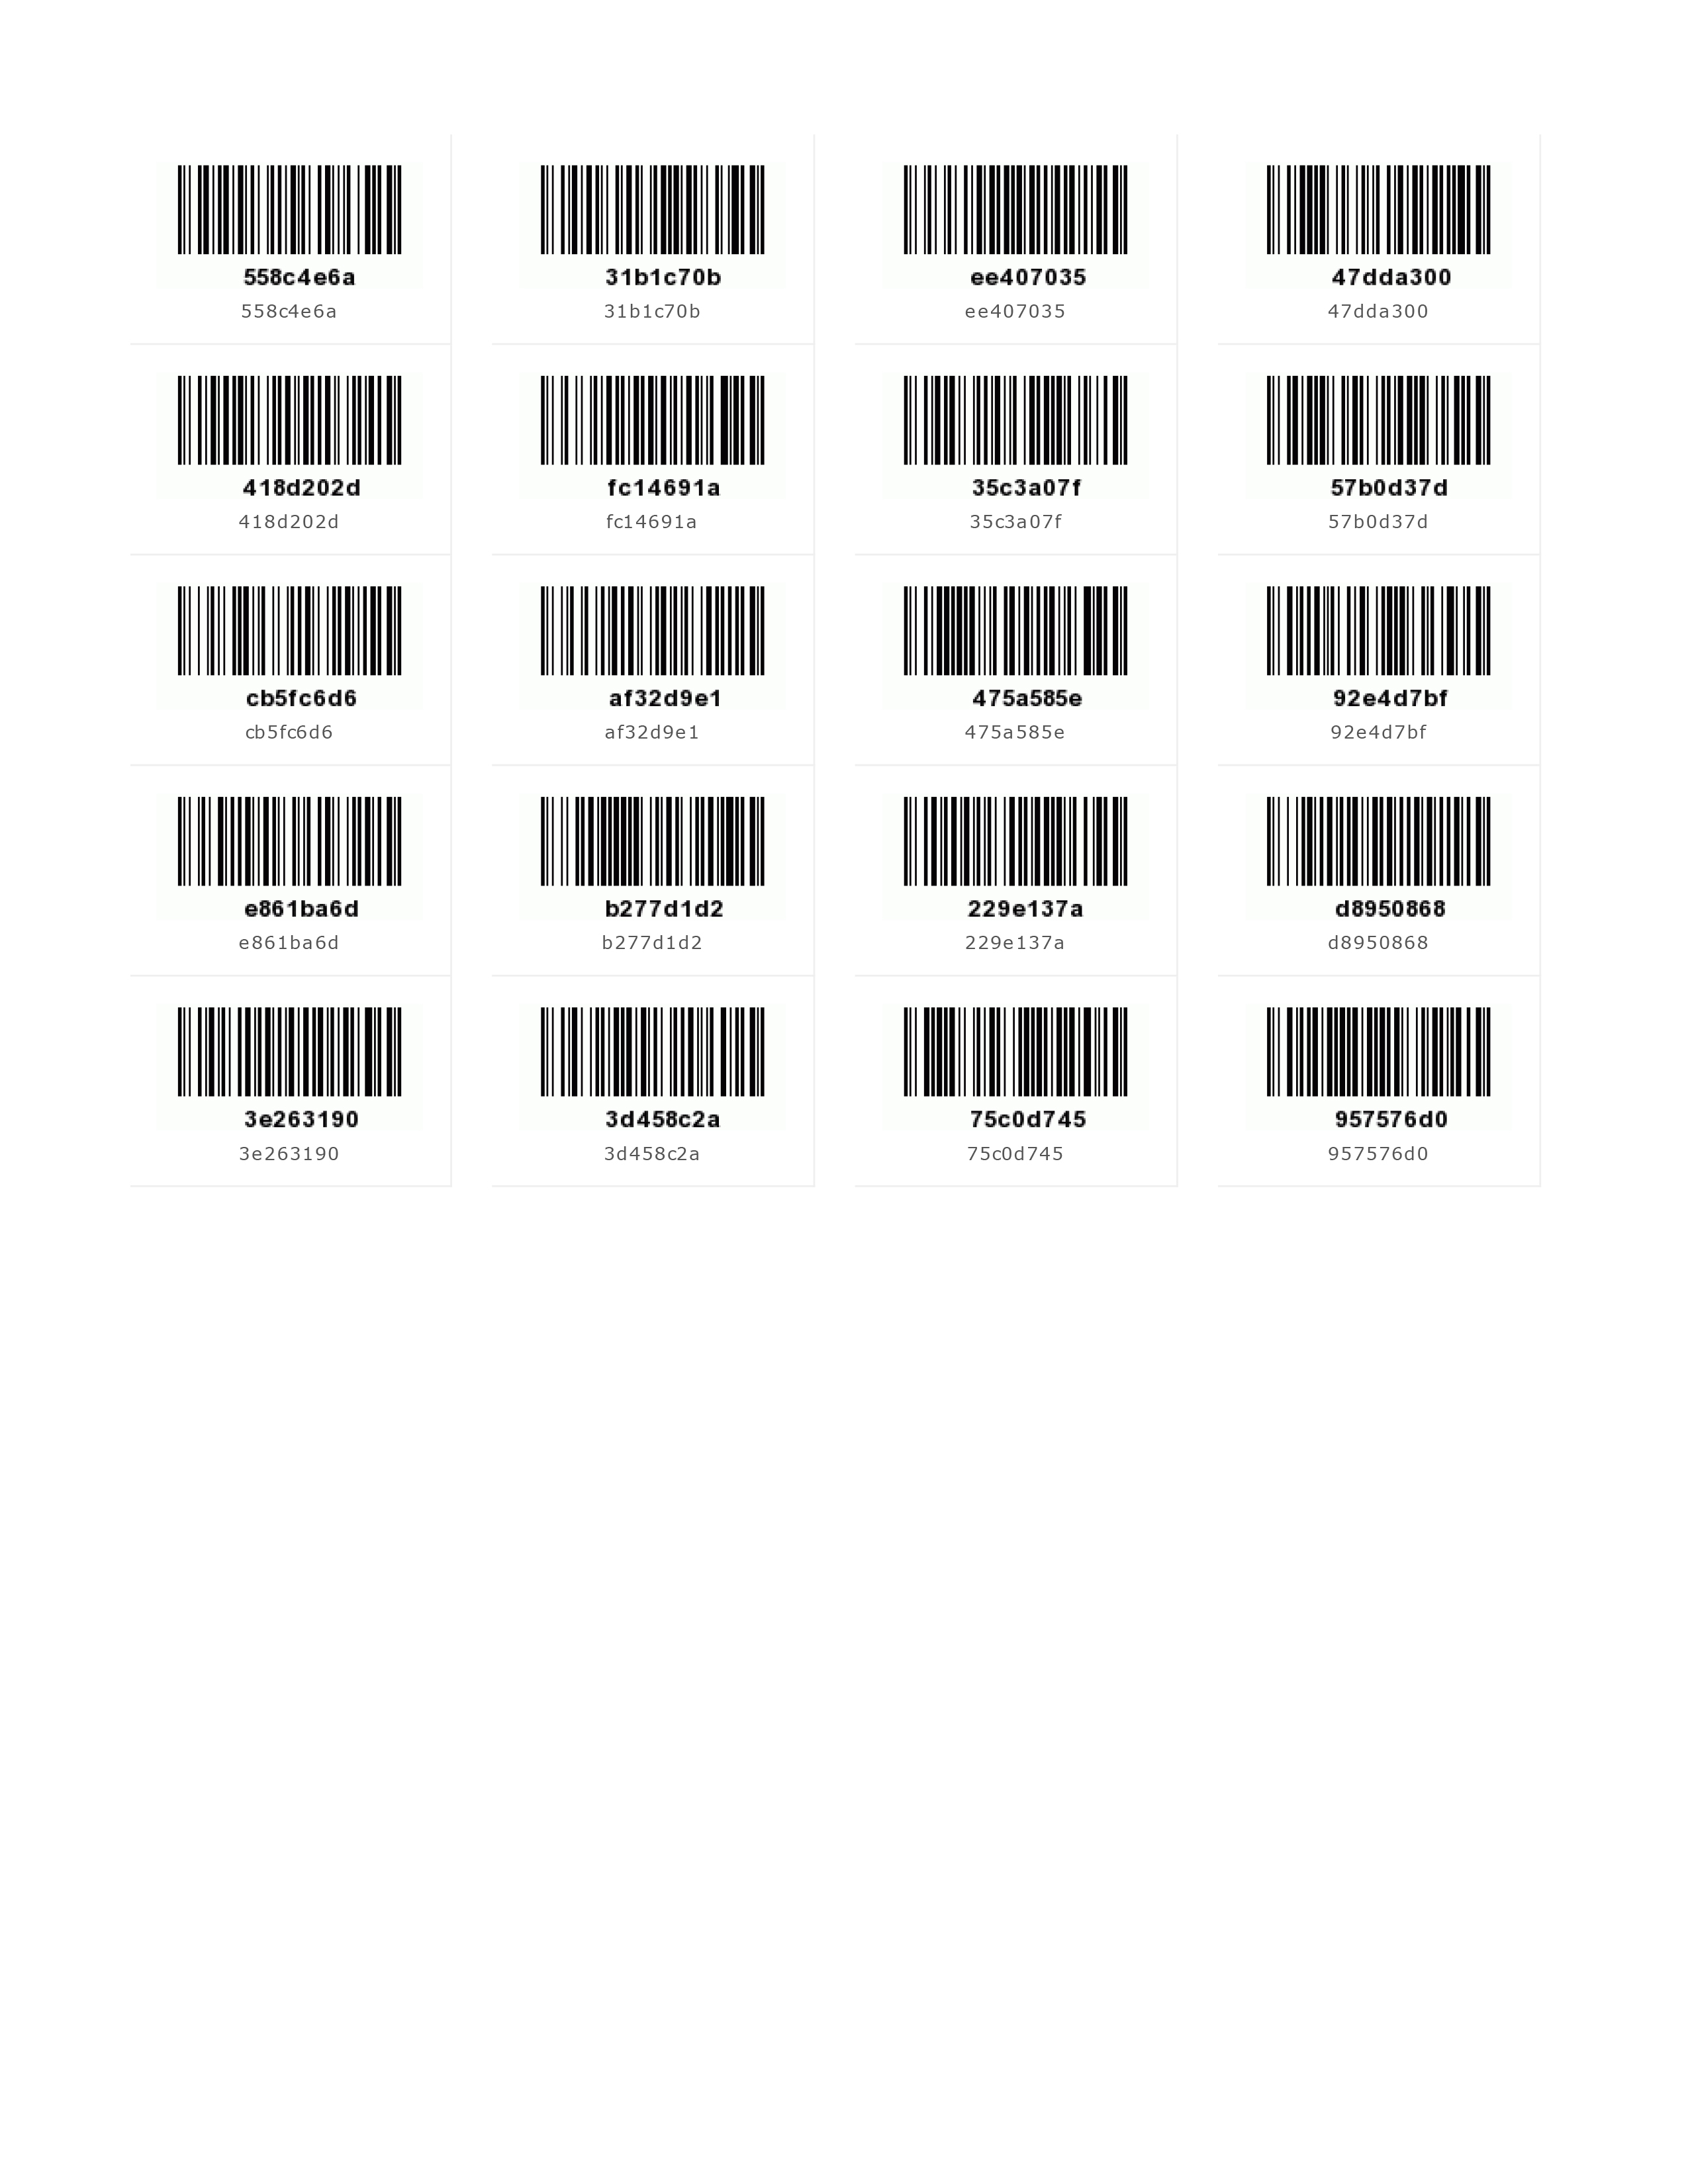 558c4e6a 31b1c70b ee407035 47dda300
558c4e6a 31b1c70b ee407035 47dda300
418d202d fc14691a 35c3a07f 57b0d37d
418d202d fc14691a 35c3a07f 57b0d37d
cb5fc6d6 af32d9e1 475a585e 92e4d7bf
cb5fc6d6 af32d9e1 475a585e 92e4d7bf
e861ba6d b277d1d2 229e137a d8950868
e861ba6d b277d1d2 229e137a d8950868
3e263190 3d458c2a 75c0d745 957576d0
3e263190 3d458c2a 75c0d745 957576d0